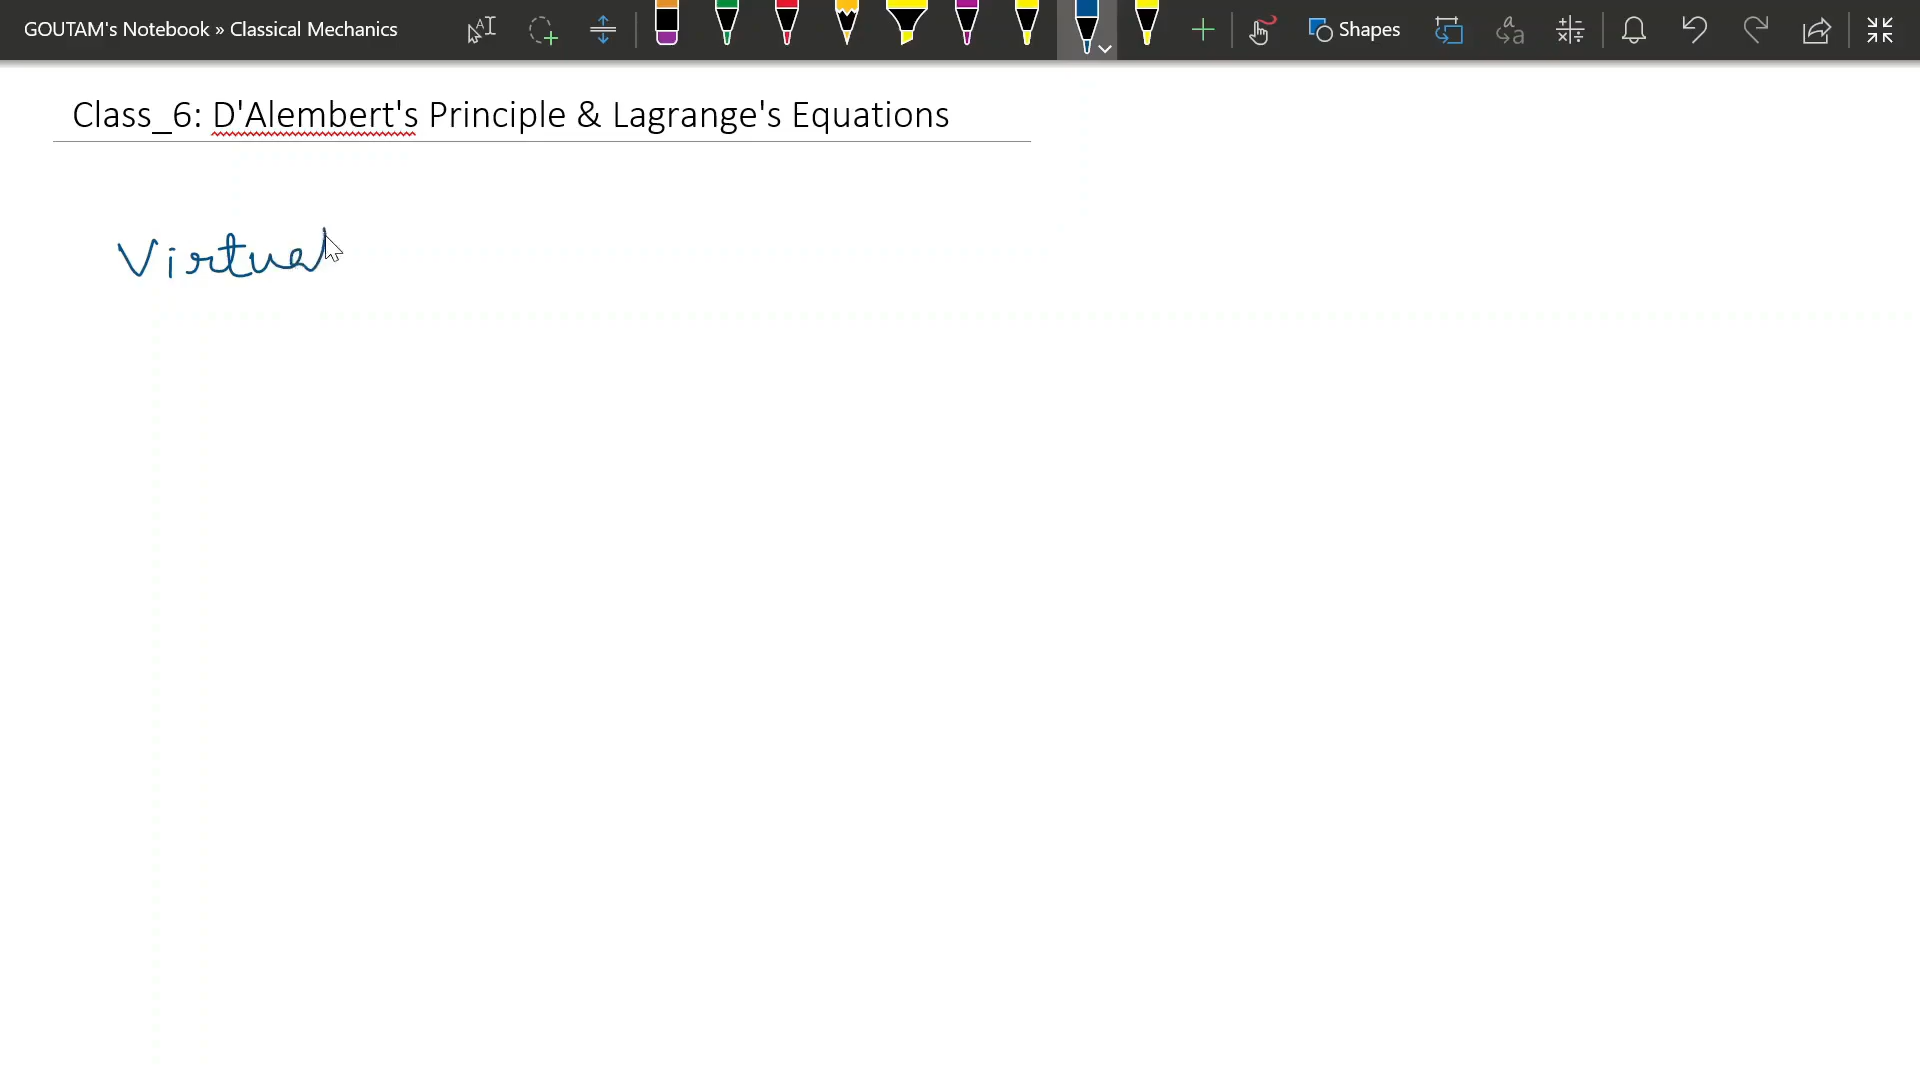 GOUTAM's Notebook » Classical Mechanics
Shapes
Class_6: D'Alembert's Principle & Lagrange's Equations
Virtual